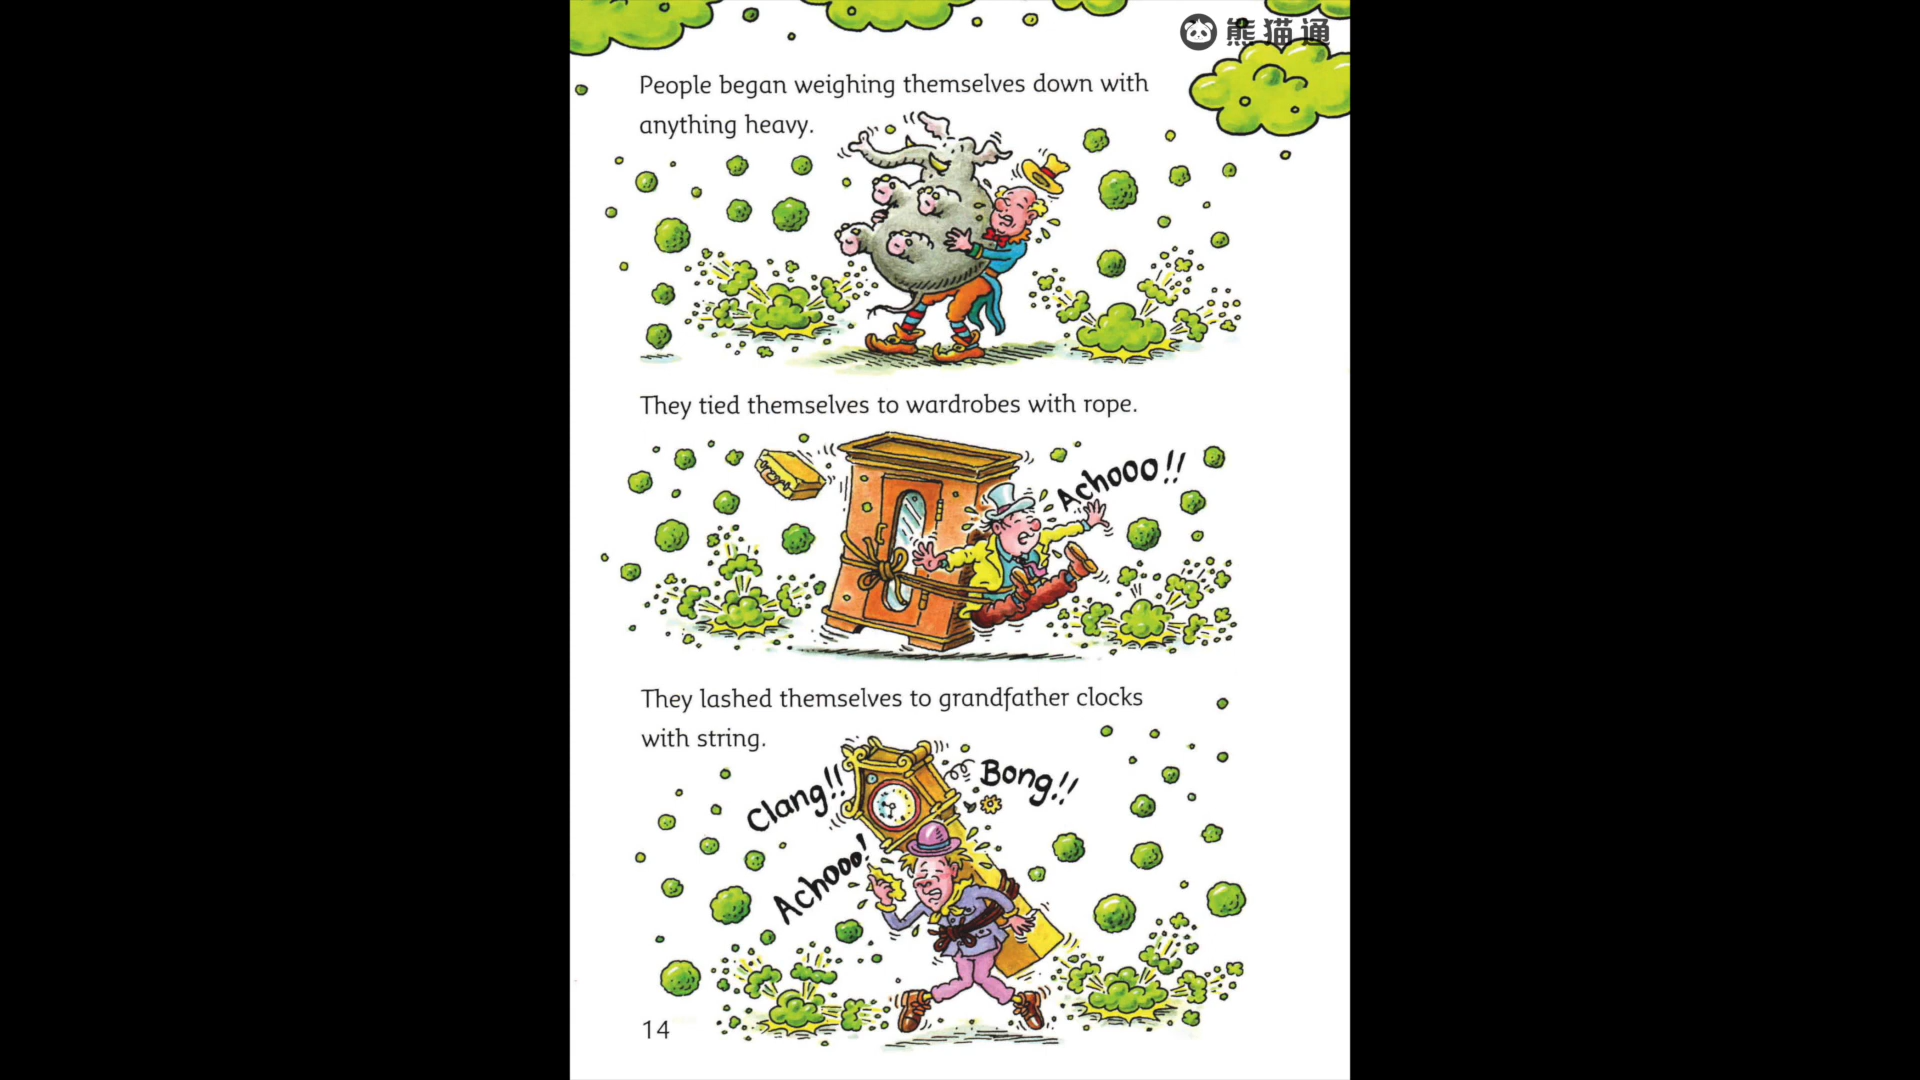 熊猫通
People began weighing themselves down with
anything heavy.
They tied themselves to wardrobes with rope.
Achooo!!
They lashed themselves to grandfather clocks
with string.
Clang!!
Bong!!
Achooo!
14